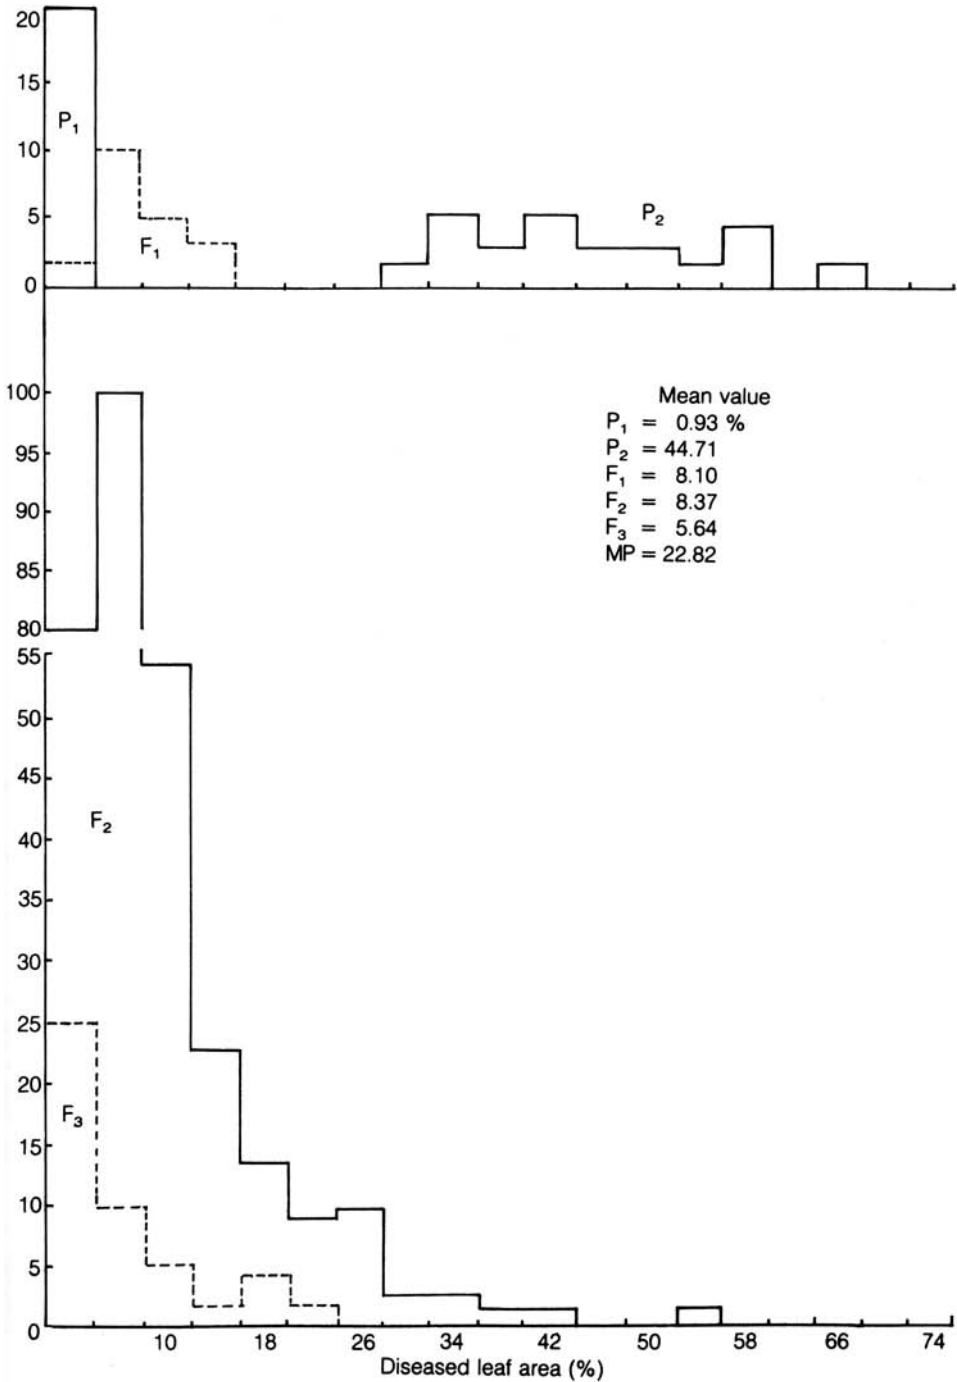 20
15
P₁
10
5
P₂
F₁
0
100
Mean value
P₁ = 0.93 %
95
P₂ = 44.71
F₁ = 8.10
90
F₂ = 8.37
F₃ = 5.64
85
MP = 22.82
80
55
50
45
F₂
40
35
30
25
20
F₃
15
10
5
0
10 18 26 34 42 50 58 66 74
Diseased leaf area (%)